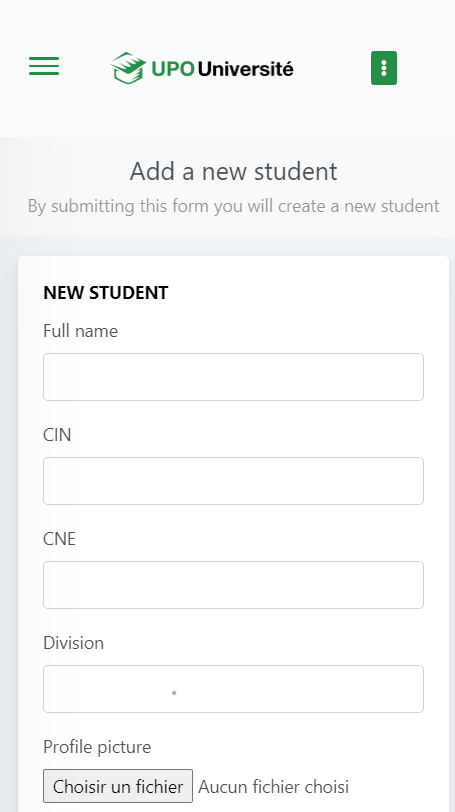 UPO Université
Add a new student
By submitting this form you will create a new student
NEW STUDENT
Full name
CIN
CNE
Division
Profile picture
Choisir un fichier Aucun fichier choisi